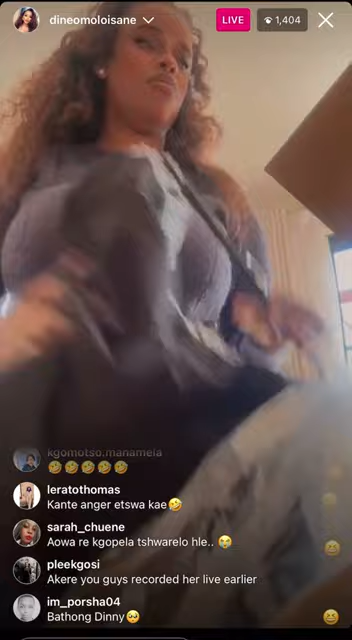 dineomoloisane
LIVE
1,404
kgomotso.manamela
🤣🤣🤣🤣🤣
leratothomas
Kante anger etswa kae🤣
sarah_chuene
Aowa re kgopela tshwarelo hle.. 😭
pleekgosi
Akere you guys recorded her live earlier
im_porsha04
Bathong Dinny🥺